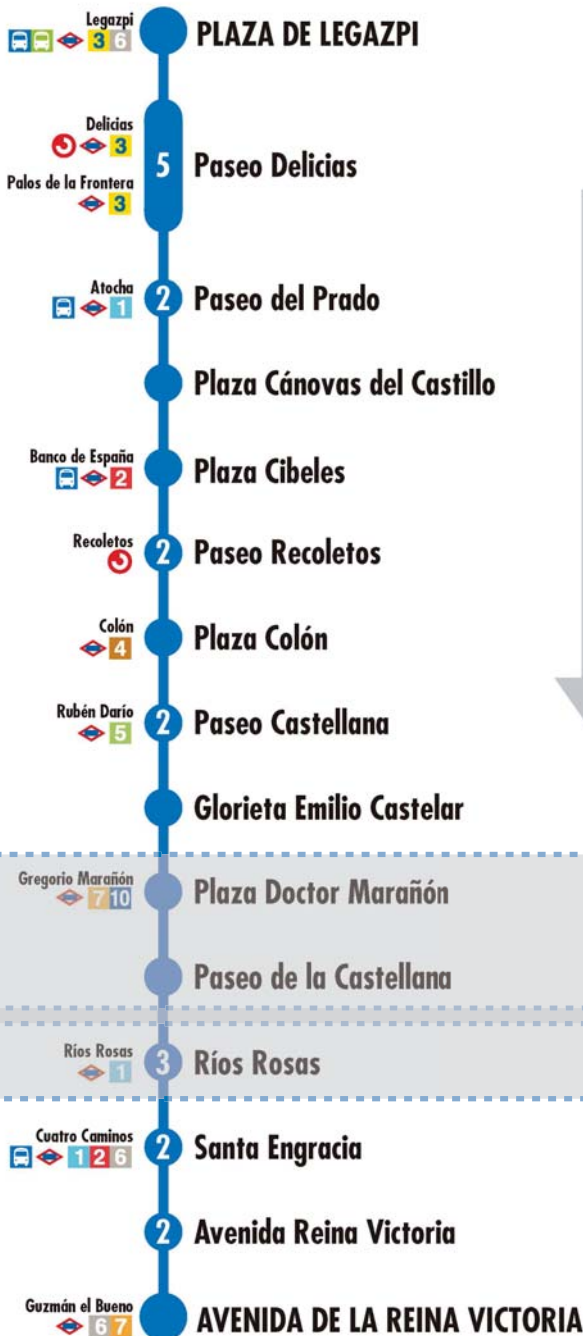 Legazpi
3 6
PLAZA DE LEGAZPI
Delicias
3
Palos de la Frontera
3
5
Paseo Delicias
Atocha
1
2
Paseo del Prado
Plaza Cánovas del Castillo
Banco de España
2
Plaza Cibeles
Recoletos
2
Paseo Recoletos
Colón
4
Plaza Colón
Rubén Darío
5
2
Paseo Castellana
Glorieta Emilio Castelar
Gregorio Marañón
7 10
Plaza Doctor Marañón
Paseo de la Castellana
Ríos Rosas
1
3
Ríos Rosas
Cuatro Caminos
1 2 6
2
Santa Engracia
2
Avenida Reina Victoria
Guzmán el Bueno
6 7
AVENIDA DE LA REINA VICTORIA